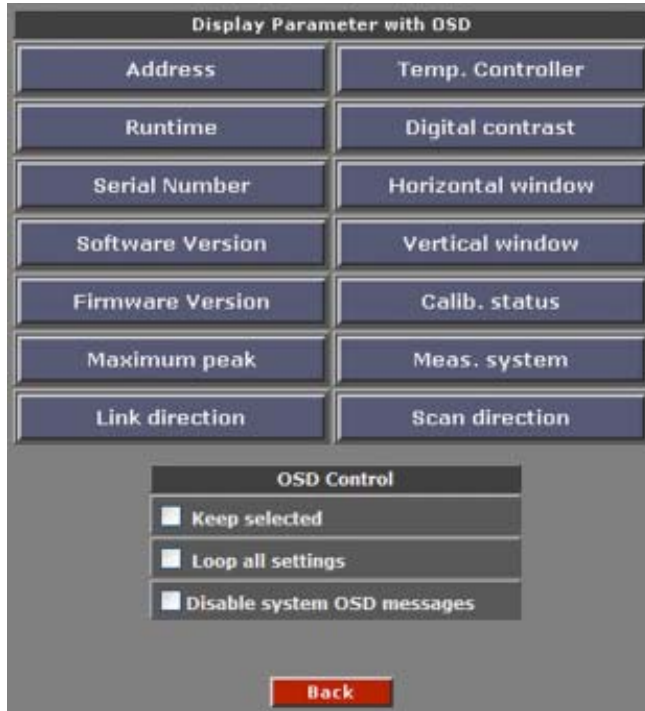 Display Parameter with OSD
Address Temp. Controller
Runtime Digital contrast
Serial Number Horizontal window
Software Version Vertical window
Firmware Version Calib. status
Maximum peak Meas. system
Link direction Scan direction
OSD Control
Keep selected
Loop all settings
Disable system OSD messages
Back